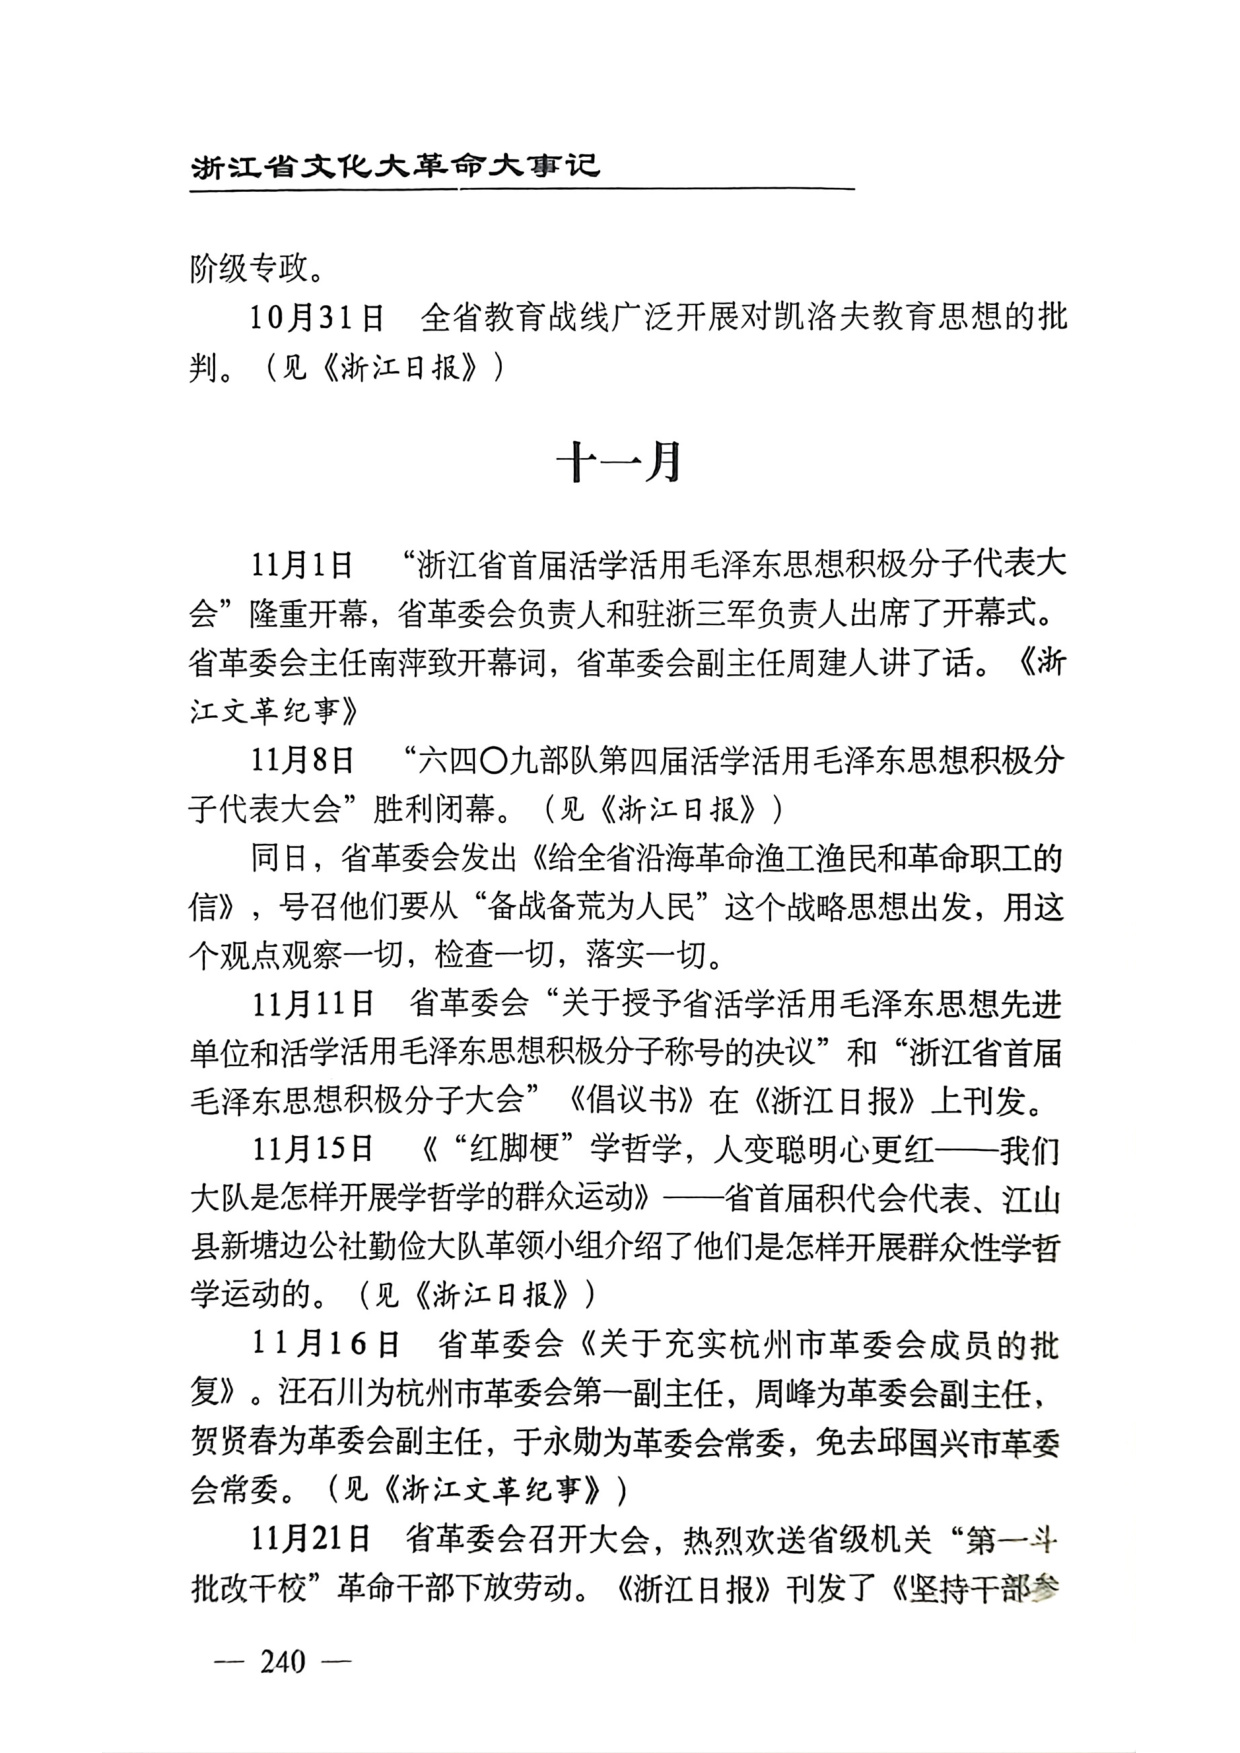 浙江省文化大革命大事记
阶级专政。
10月31日　全省教育战线广泛开展对凯洛夫教育思想的批
判。（见《浙江日报》）
十一月
11月1日　“浙江省首届活学活用毛泽东思想积极分子代表大
会”隆重开幕，省革委会负责人和驻浙三军负责人出席了开幕式。
省革委会主任南萍致开幕词，省革委会副主任周建人讲了话。《浙
江文革纪事》
11月8日　“六四〇九部队第四届活学活用毛泽东思想积极分
子代表大会”胜利闭幕。（见《浙江日报》）
同日，省革委会发出《给全省沿海革命渔工渔民和革命职工的
信》，号召他们要从“备战备荒为人民”这个战略思想出发，用这
个观点观察一切，检查一切，落实一切。
11月11日　省革委会“关于授予省活学活用毛泽东思想先进
单位和活学活用毛泽东思想积极分子称号的决议”和“浙江省首届
毛泽东思想积极分子大会”《倡议书》在《浙江日报》上刊发。
11月15日　《“红脚梗”学哲学，人变聪明心更红——我们
大队是怎样开展学哲学的群众运动》——省首届积代会代表、江山
县新塘边公社勤俭大队革领小组介绍了他们是怎样开展群众性学哲
学运动的。（见《浙江日报》）
11月16日　省革委会《关于充实杭州市革委会成员的批
复》。汪石川为杭州市革委会第一副主任，周峰为革委会副主任，
贺贤春为革委会副主任，于永勋为革委会常委，免去邱国兴市革委
会常委。（见《浙江文革纪事》）
11月21日　省革委会召开大会，热烈欢送省级机关“第一斗
批改干校”革命干部下放劳动。《浙江日报》刊发了《坚持干部参
— 240 —